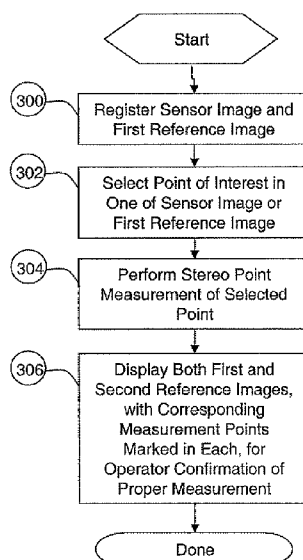 Start
300
Register Sensor Image and
First Reference Image
302
Select Point of Interest in
One of Sensor Image or
First Reference Image
304
Perform Stereo Point
Measurement of Selected
Point
306
Display Both First and
Second Reference Images,
with Corresponding
Measurement Points
Marked in Each, for
Operator Confirmation of
Proper Measurement
Done